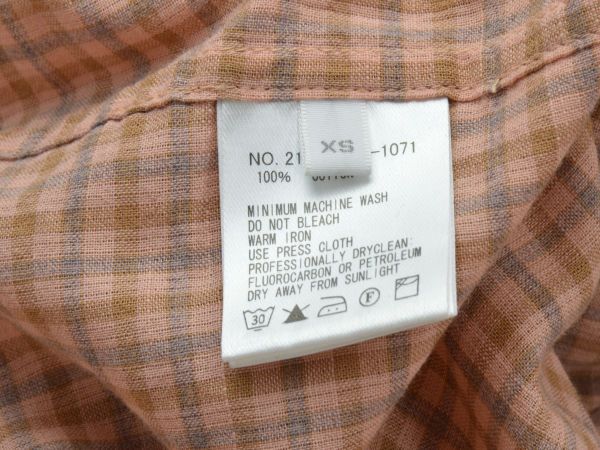 XS
NO. 21 -1071
100%
MINIMUM MACHINE WASH
DO NOT BLEACH
WARM IRON
USE PRESS CLOTH
PROFESSIONALLY DRYCLEAN:
FLUOROCARBON OR PETROLEUM
DRY AWAY FROM SUNLIGHT
30 F